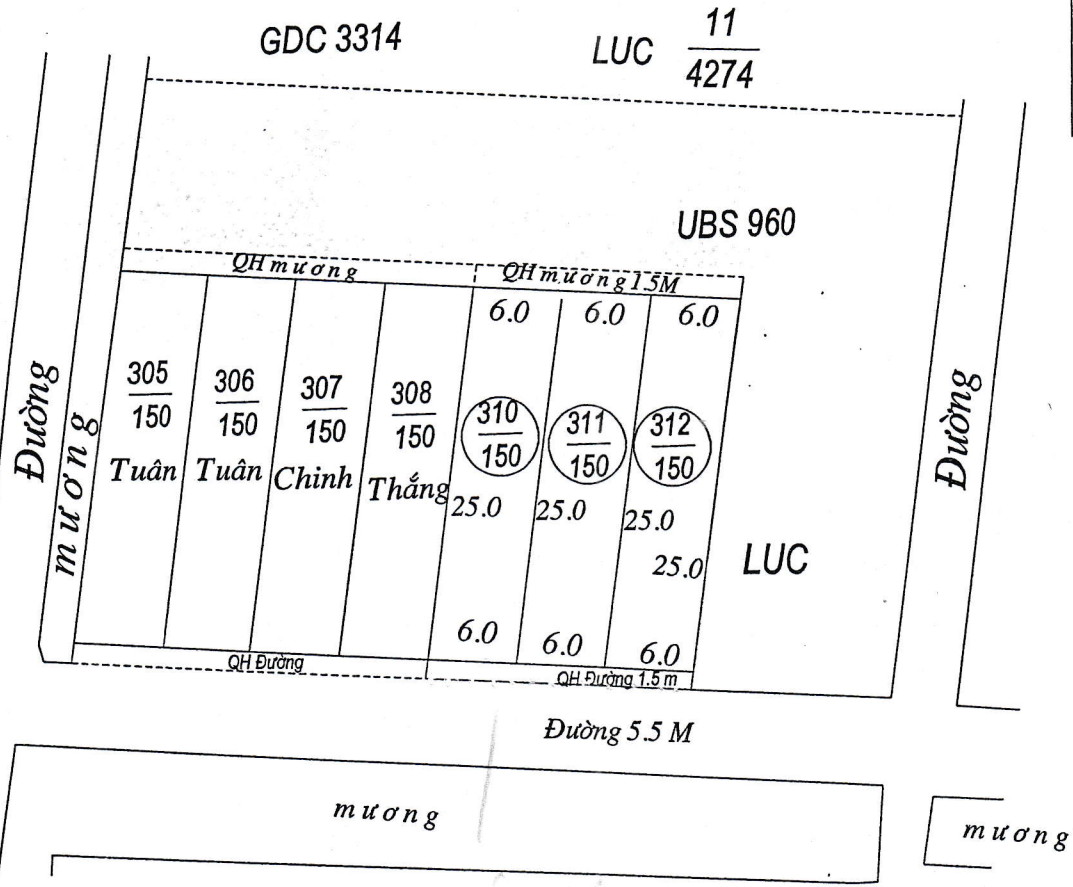 GDC 3314
LUC 11
4274
UBS 960
QH mương
QH mương 1.5M
6.0 6.0 6.0
305
150
Tuân
306
150
Tuân
307
150
Chinh
308
150
Thắng
310
150
311
150
312
150
25.0 25.0 25.0
25.0
LUC
6.0 6.0 6.0
Đường
mương
Đường
QH Đường
QH Đường 1.5 m
Đường 5.5 M
mương
mương